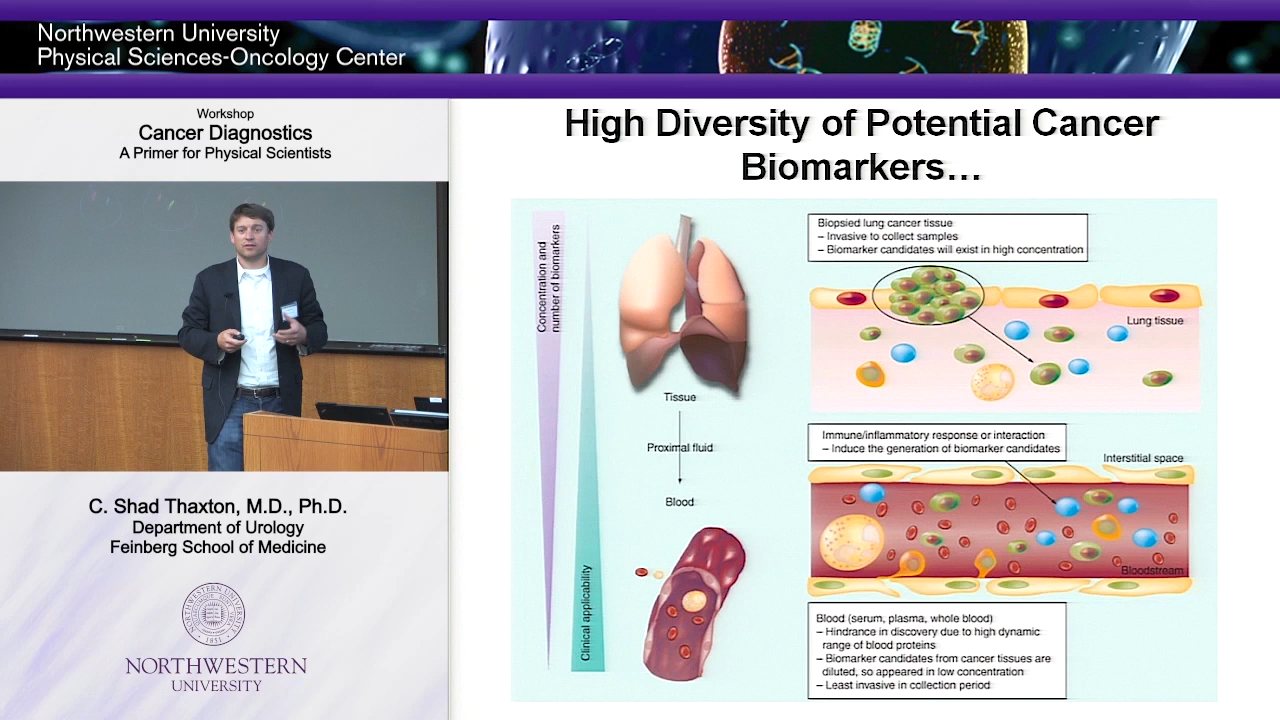 Northwestern University
Physical Sciences-Oncology Center
Workshop
Cancer Diagnostics
A Primer for Physical Scientists
C. Shad Thaxton, M.D., Ph.D.
Department of Urology
Feinberg School of Medicine
NORTHWESTERN
UNIVERSITY
1851
High Diversity of Potential Cancer
Biomarkers…
Concentration and
number of biomarkers
Clinical applicability
Tissue
Proximal fluid
Blood
Biopsied lung cancer tissue
– Invasive to collect samples
– Biomarker candidates will exist in high concentration
Lung tissue
Immune/inflammatory response or interaction
– Induce the generation of biomarker candidates
Interstitial space
Bloodstream
Blood (serum, plasma, whole blood)
– Hindrance in discovery due to high dynamic
range of blood proteins
– Biomarker candidates from cancer tissues are
diluted, so appeared in low concentration
– Least invasive in collection period